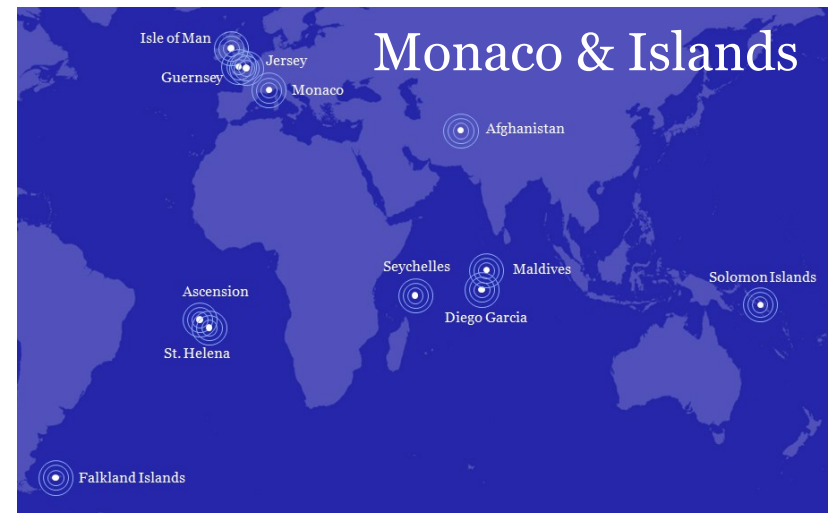 Monaco & Islands
Isle of Man
Jersey
Guernsey
Monaco
Afghanistan
Seychelles
Maldives
Solomon Islands
Ascension
Diego Garcia
St. Helena
Falkland Islands